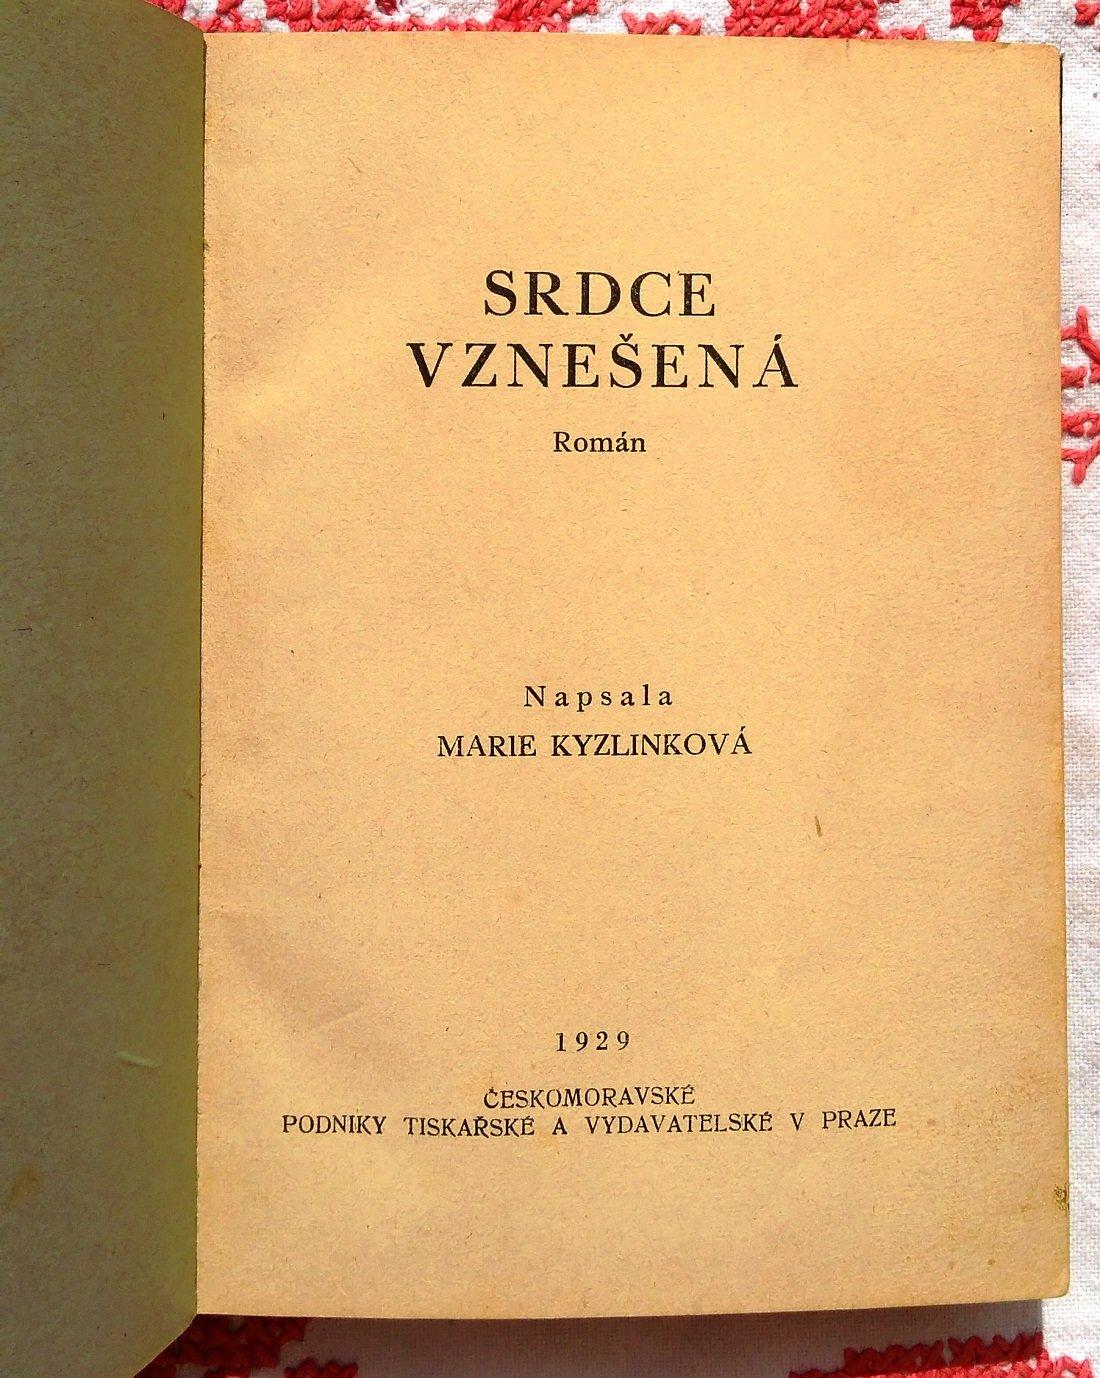 SRDCE
VZNEŠENÁ
Román
Napsala
MARIE KYZLINKOVÁ
1929
ČESKOMORAVSKÉ
PODNIKY TISKAŘSKÉ A VYDAVATELSKÉ V PRAZE